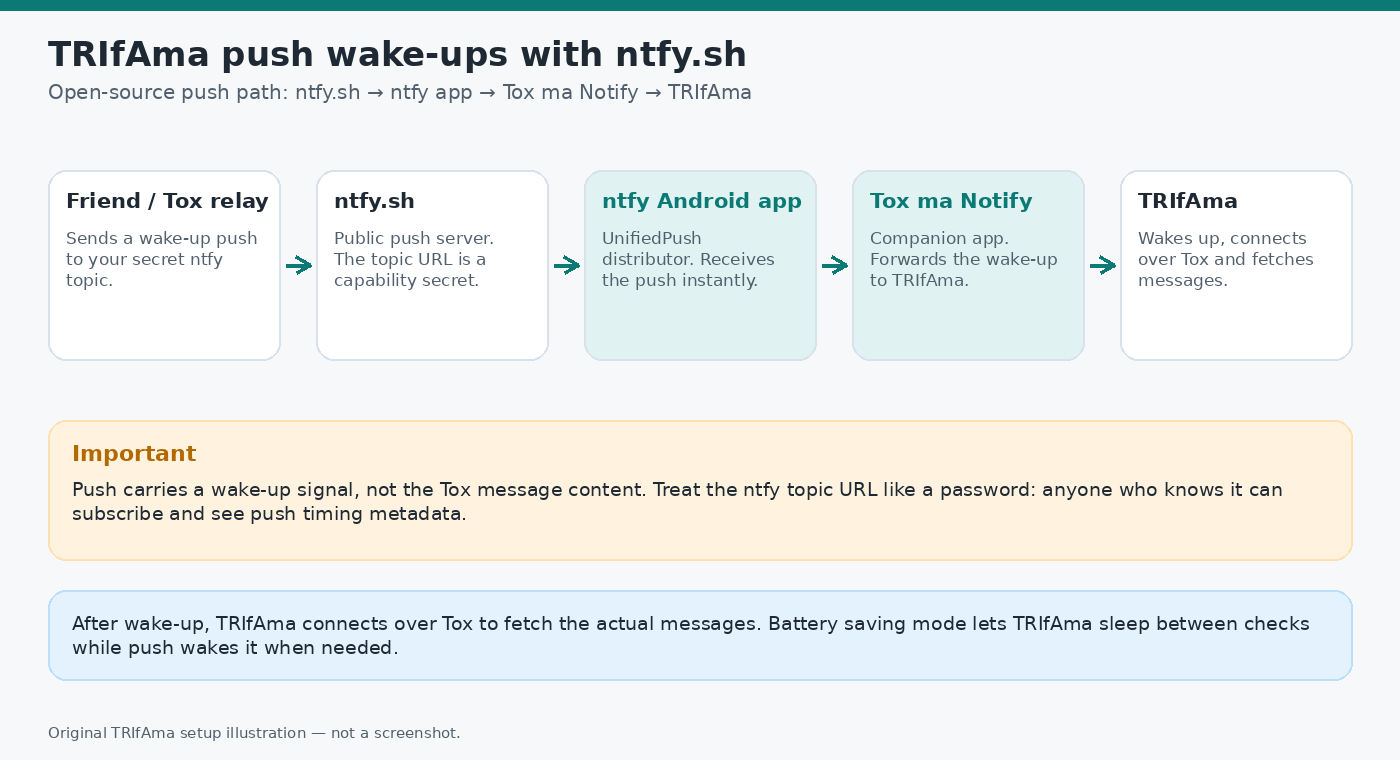 TRIfAma push wake-ups with ntfy.sh
Open-source push path: ntfy.sh → ntfy app → Tox ma Notify → TRIfAma
Friend / Tox relay
Sends a wake-up push
to your secret ntfy
topic.
ntfy.sh
Public push server.
The topic URL is a
capability secret.
ntfy Android app
UnifiedPush
distributor. Receives
the push instantly.
Tox ma Notify
Companion app.
Forwards the wake-up
to TRIfAma.
TRIfAma
Wakes up, connects
over Tox and fetches
messages.
Important
Push carries a wake-up signal, not the Tox message content. Treat the ntfy topic URL like a password: anyone who knows it can
subscribe and see push timing metadata.
After wake-up, TRIfAma connects over Tox to fetch the actual messages. Battery saving mode lets TRIfAma sleep between checks
while push wakes it when needed.
Original TRIfAma setup illustration — not a screenshot.